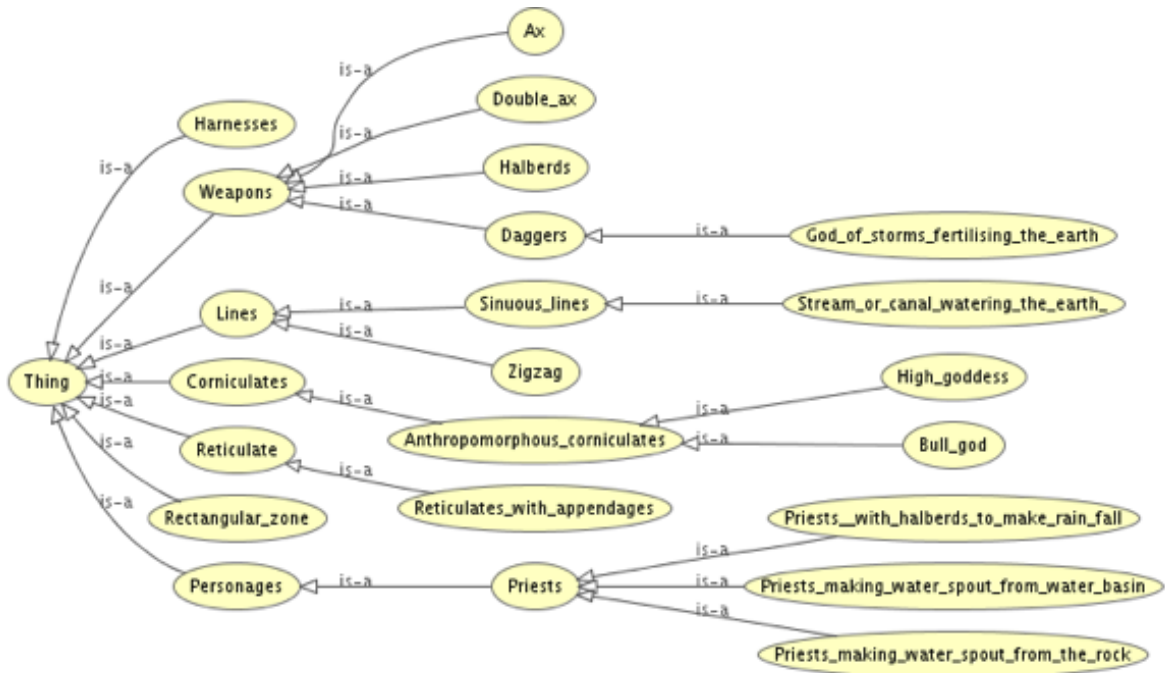 Ax
is-a
Double_ax
Harnesses
is-a
is-a
Halberds
is-a
Weapons
is-a
Daggers
is-a
God_of_storms_fertilising_the_earth
is-a
Lines
is-a
Sinuous_lines
is-a
Stream_or_canal_watering_the_earth_
is-a
is-a
Zigzag
Thing
is-a
Corniculates
High_goddess
is-a
is-a
is-a
Anthropomorphous_corniculates
is-a
Bull_god
is-a
Reticulate
is-a
Reticulates_with_appendages
is-a
Rectangular_zone
Priests__with_halberds_to_make_rain_fall
is-a
Personages
is-a
Priests
is-a
Priests_making_water_spout_from_water_basin
is-a
Priests_making_water_spout_from_the_rock